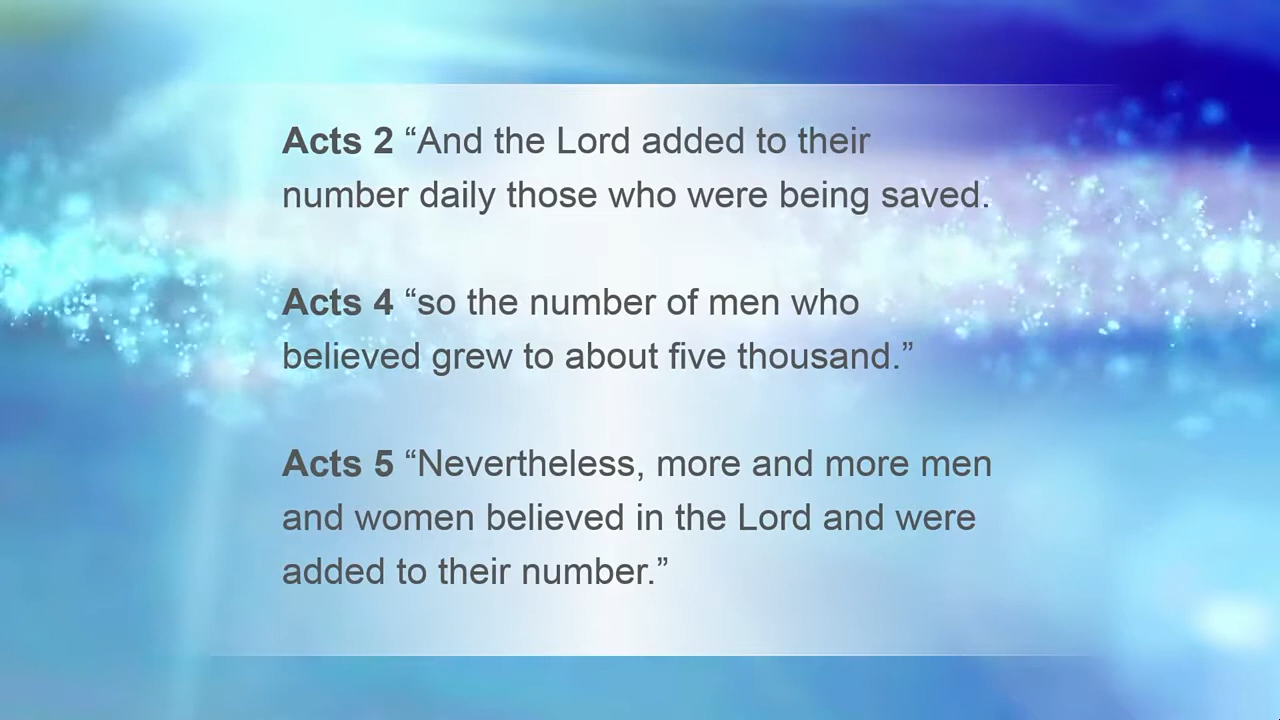 Acts 2 “And the Lord added to their
number daily those who were being saved.
Acts 4 “so the number of men who
believed grew to about five thousand.”
Acts 5 “Nevertheless, more and more men
and women believed in the Lord and were
added to their number.”